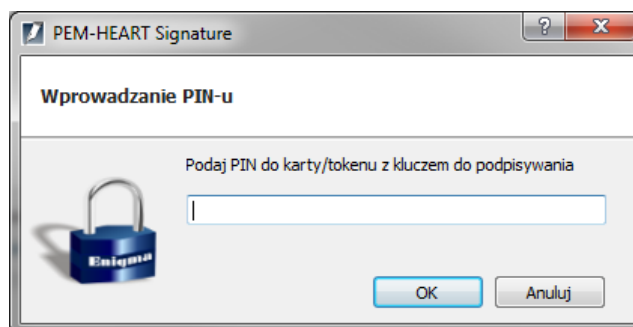 PEM-HEART Signature
Wprowadzanie PIN-u
Podaj PIN do karty/tokenu z kluczem do podpisywania
Enigma
OK
Anuluj